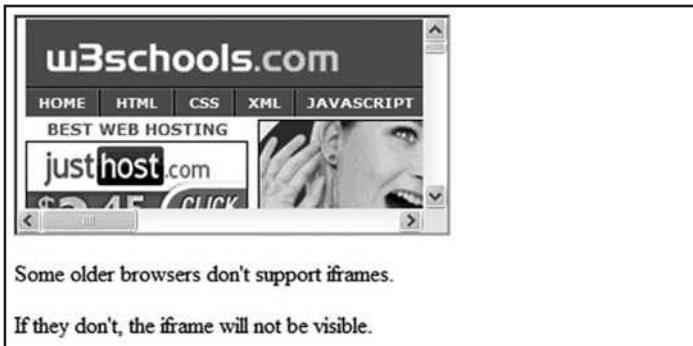 w3schools.com
HOME HTML CSS XML JAVASCRIPT
BEST WEB HOSTING
justhost.com
CLICK
Some older browsers don't support iframes.
If they don't, the iframe will not be visible.